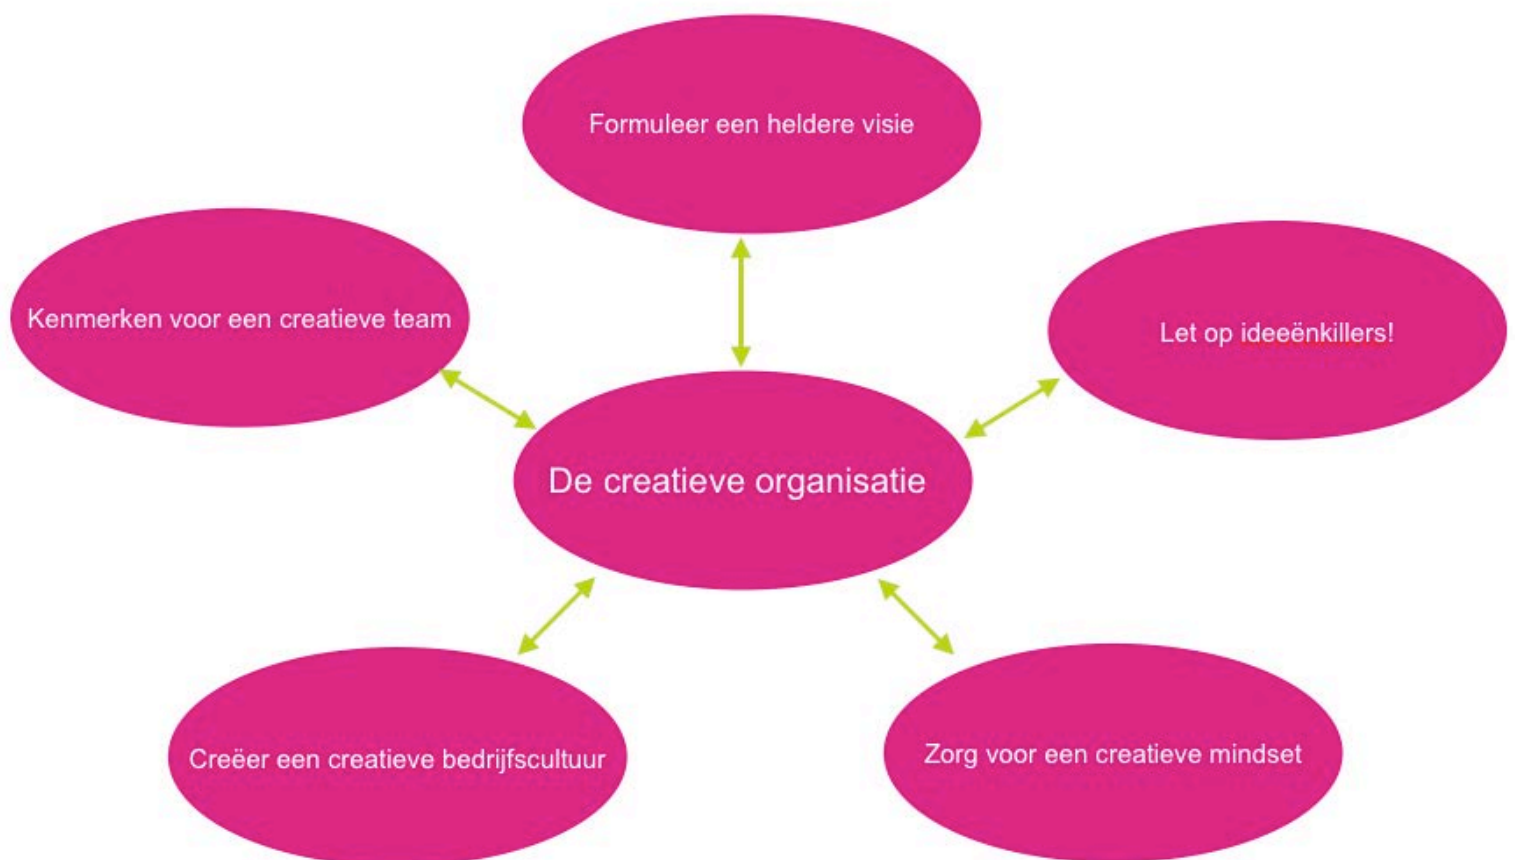 Formuleer een heldere visie
Kenmerken voor een creatieve team
Let op ideeënkillers!
De creatieve organisatie
Creëer een creatieve bedrijfscultuur
Zorg voor een creatieve mindset